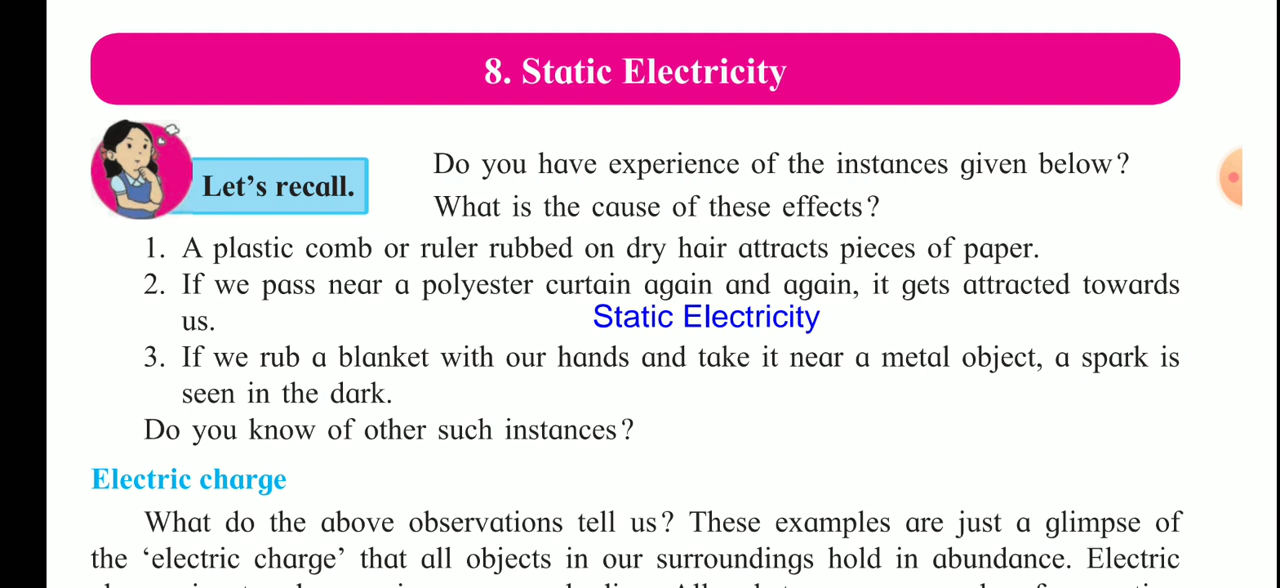 8. Static Electricity
Let's recall.
Do you have experience of the instances given below?
What is the cause of these effects?
1. A plastic comb or ruler rubbed on dry hair attracts pieces of paper.
2. If we pass near a polyester curtain again and again, it gets attracted towards
us.
Static Electricity
3. If we rub a blanket with our hands and take it near a metal object, a spark is
seen in the dark.
Do you know of other such instances?
Electric charge
What do the above observations tell us? These examples are just a glimpse of
the ‘electric charge’ that all objects in our surroundings hold in abundance. Electric